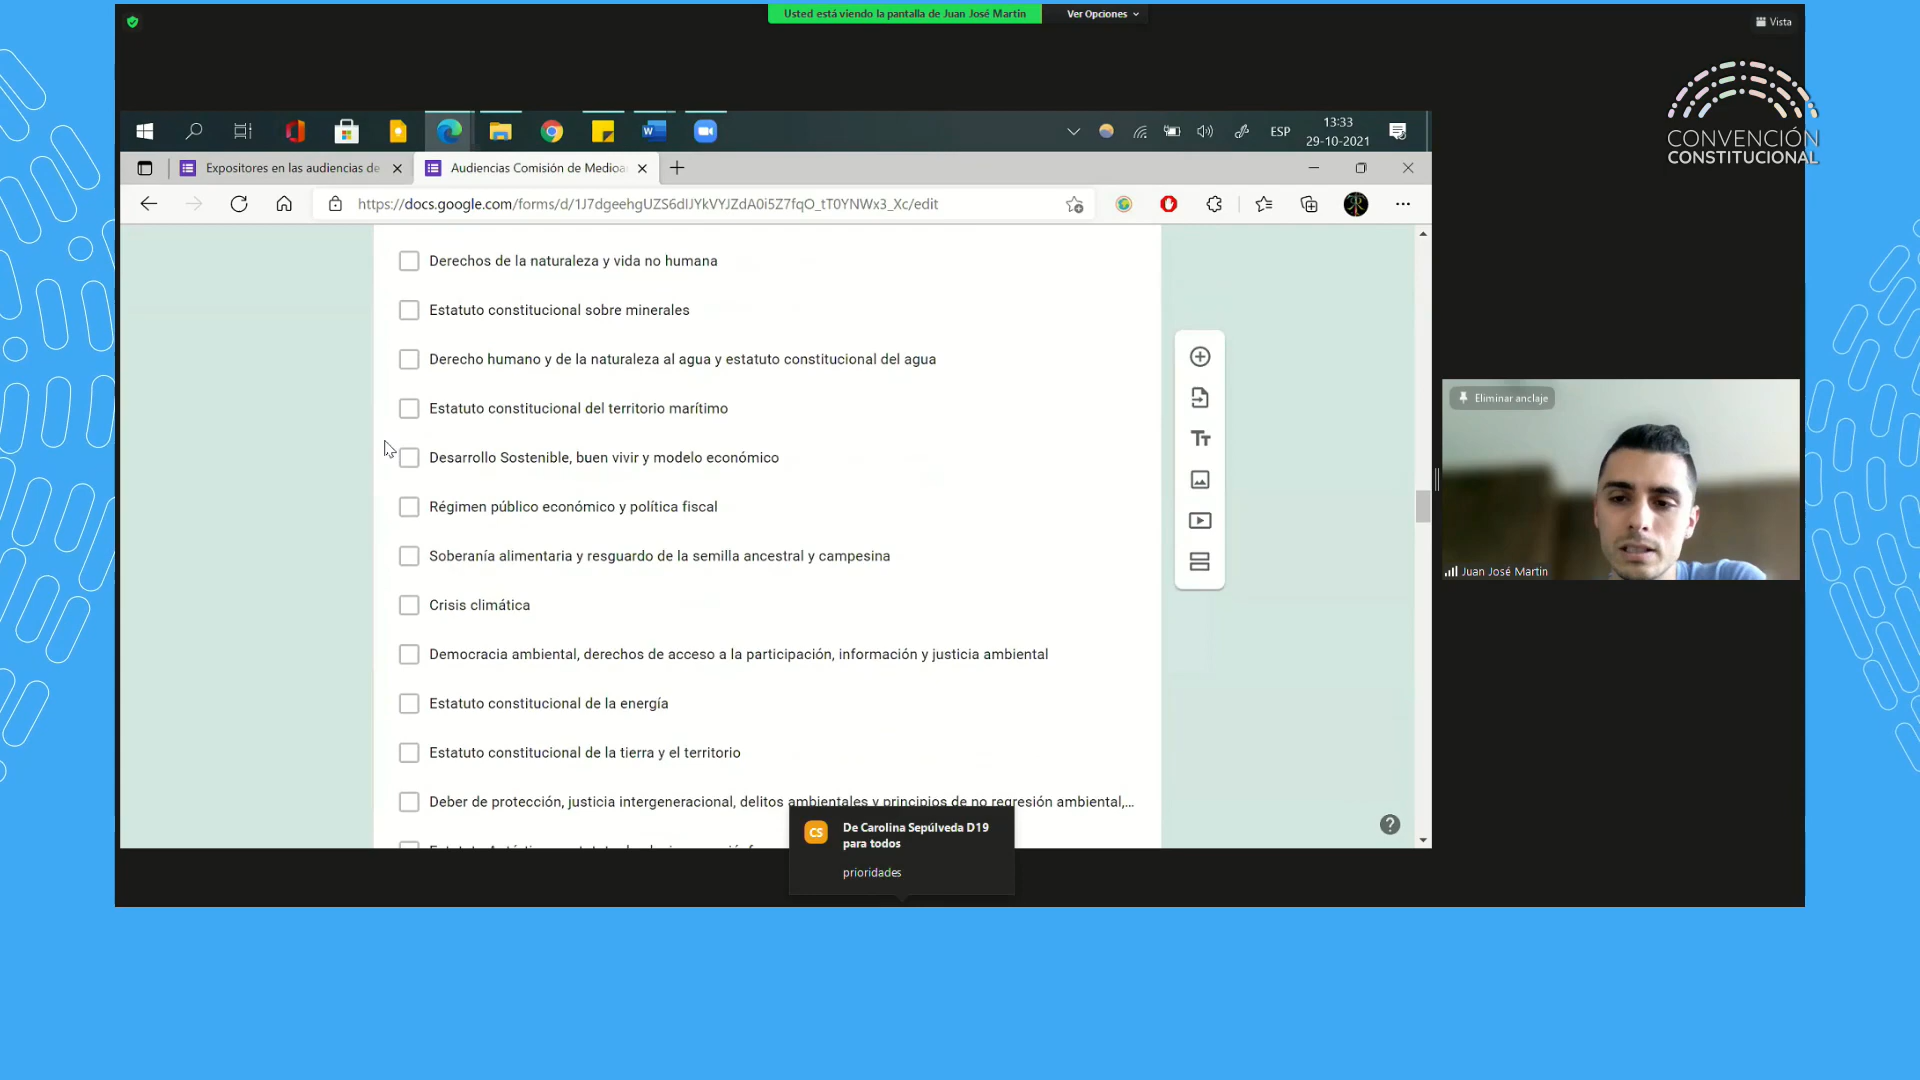 Usted está viendo la pantalla de Juan José Martin
Ver Opciones
Vista
CONVENCIÓN
CONSTITUCIONAL
ESP
13:33
29-10-2021
Expositores en las audiencias de
Audiencias Comisión de Medioa
https://docs.google.com/forms/d/1J7dgeehgUZS6dIJYkVYJZdA0i5Z7fqO_tT0YNWx3_Xc/edit
Derechos de la naturaleza y vida no humana
Estatuto constitucional sobre minerales
Derecho humano y de la naturaleza al agua y estatuto constitucional del agua
Estatuto constitucional del territorio marítimo
Desarrollo Sostenible, buen vivir y modelo económico
Régimen público económico y política fiscal
Soberanía alimentaria y resguardo de la semilla ancestral y campesina
Crisis climática
Democracia ambiental, derechos de acceso a la participación, información y justicia ambiental
Estatuto constitucional de la energía
Estatuto constitucional de la tierra y el territorio
Deber de protección, justicia intergeneracional, delitos ambientales y principios de no regresión ambiental,...
Tт
Eliminar anclaje
Juan José Martin
CS
De Carolina Sepúlveda D19
para todos
prioridades